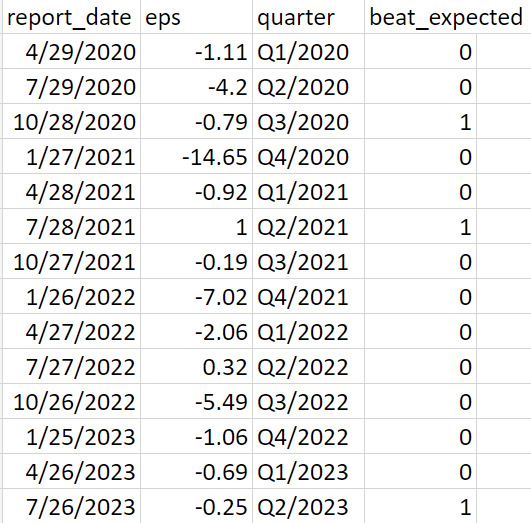 report_date eps quarter beat_expected
4/29/2020 -1.11 Q1/2020 0
7/29/2020 -4.2 Q2/2020 0
10/28/2020 -0.79 Q3/2020 1
1/27/2021 -14.65 Q4/2020 0
4/28/2021 -0.92 Q1/2021 0
7/28/2021 1 Q2/2021 1
10/27/2021 -0.19 Q3/2021 0
1/26/2022 -7.02 Q4/2021 0
4/27/2022 -2.06 Q1/2022 0
7/27/2022 0.32 Q2/2022 0
10/26/2022 -5.49 Q3/2022 0
1/25/2023 -1.06 Q4/2022 0
4/26/2023 -0.69 Q1/2023 0
7/26/2023 -0.25 Q2/2023 1